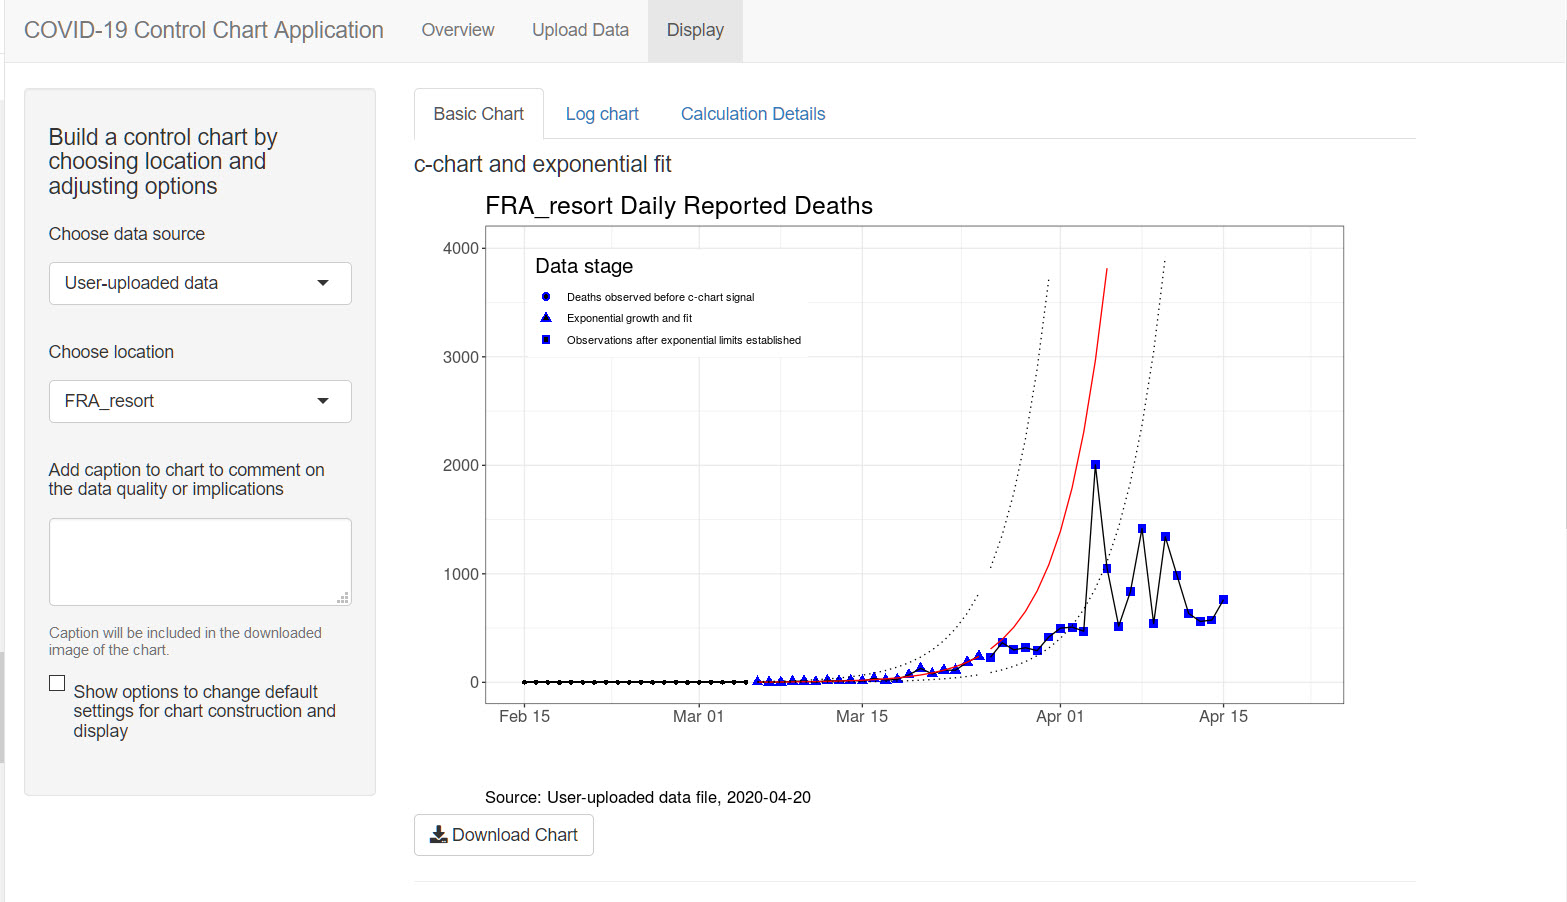 COVID-19 Control Chart Application
Overview
Upload Data
Display
Build a control chart by
choosing location and
adjusting options
Choose data source
User-uploaded data
Choose location
FRA_resort
Add caption to chart to comment on
the data quality or implications
Caption will be included in the downloaded
image of the chart.
Show options to change default
settings for chart construction and
display
Basic Chart
Log chart
Calculation Details
c-chart and exponential fit
FRA_resort Daily Reported Deaths
4000
3000
2000
1000
0
Data stage
Deaths observed before c-chart signal
Exponential growth and fit
Observations after exponential limits established
Feb 15
Mar 01
Mar 15
Apr 01
Apr 15
Source: User-uploaded data file, 2020-04-20
Download Chart